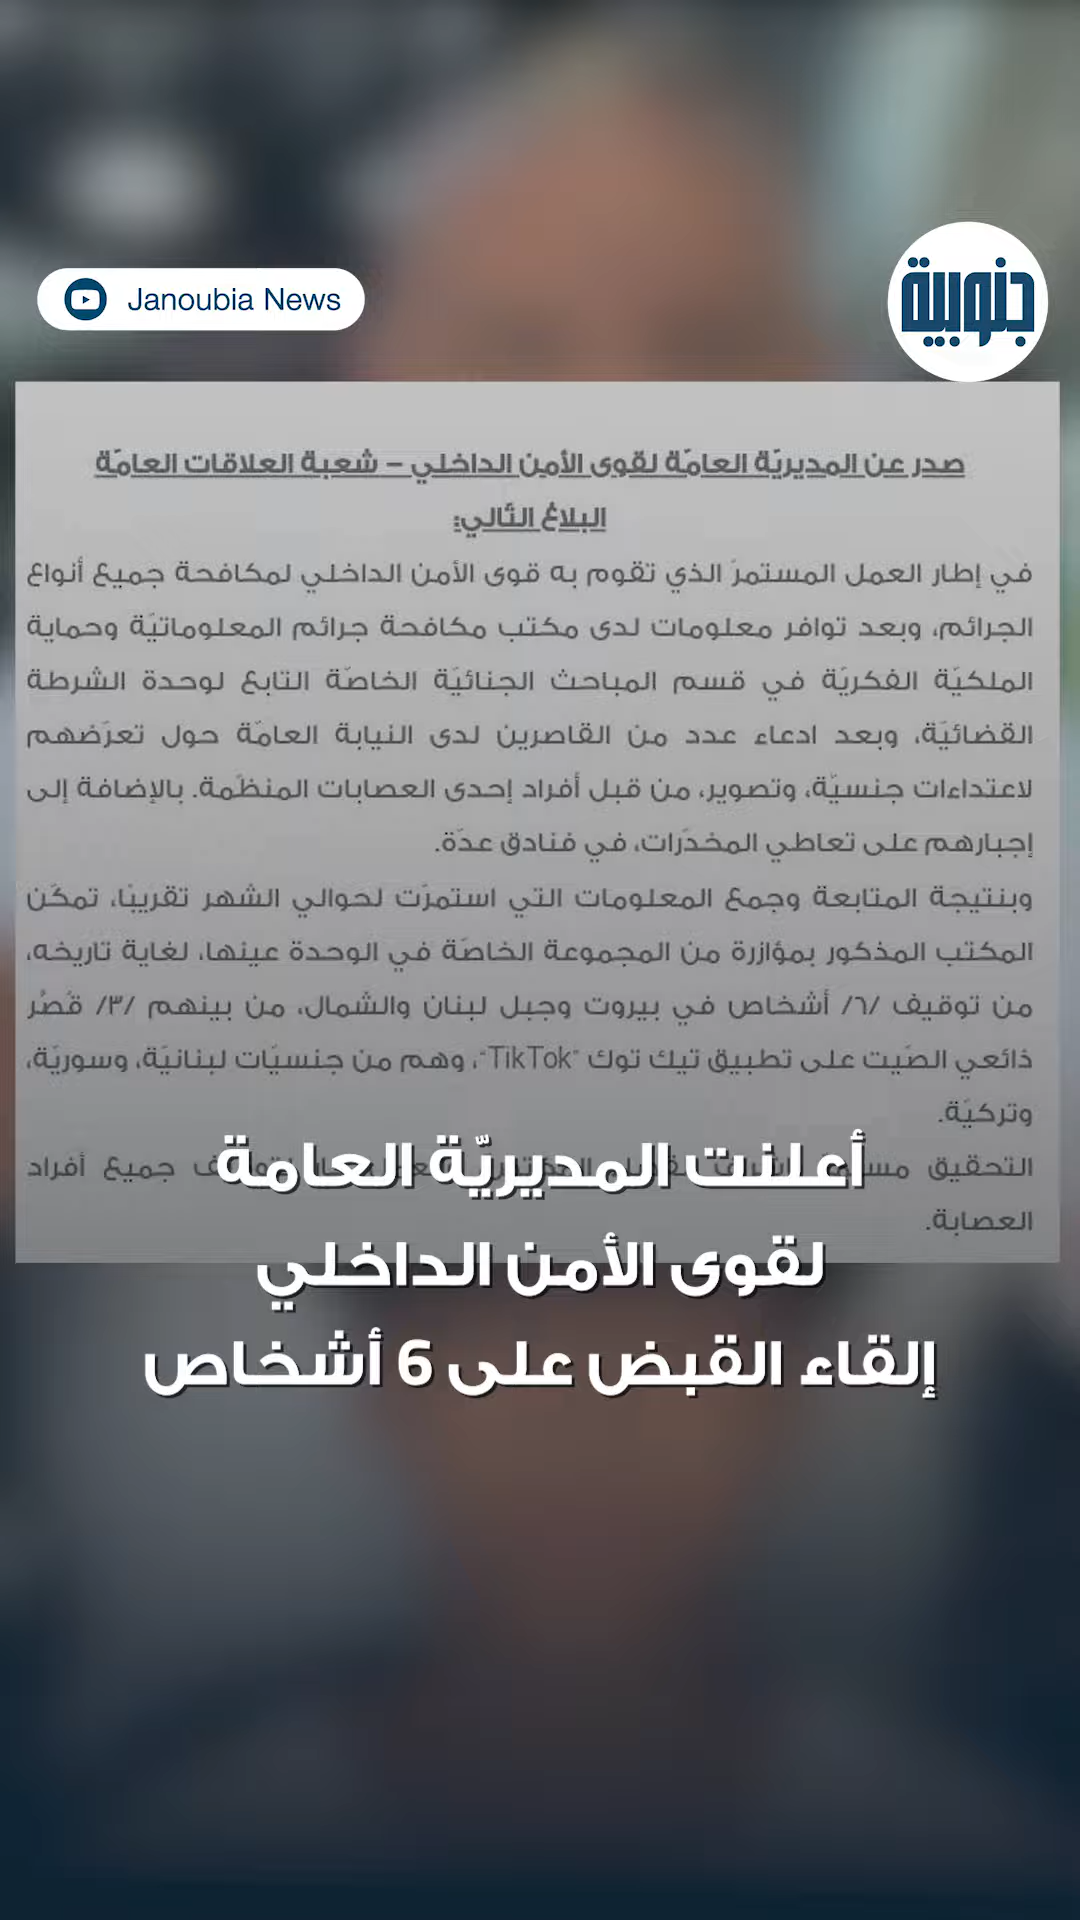 Janoubia News
جنوبية
صدر عن المديريّة العامّة لقوى الأمن الداخلي – شعبة العلاقات العامّة
البلاغ التّالي:
في إطار العمل المستمرّ الذي تقوم به قوى الأمن الداخلي لمكافحة جميع أنواع
الجرائم، وبعد توافر معلومات لدى مكتب مكافحة جرائم المعلوماتيّة وحماية
الملكيّة الفكريّة في قسم المباحث الجنائيّة الخاصّة التابع لوحدة الشرطة
القضائيّة، وبعد ادعاء عدد من القاصرين لدى النيابة العامّة حول تعرّضهم
لاعتداءات جنسيّة، وتصوير، من قبل أفراد إحدى العصابات المنظّمة. بالإضافة إلى
إجبارهم على تعاطي المخدّرات، في فنادق عدّة.
وبنتيجة المتابعة وجمع المعلومات التي استمرّت لحوالي الشهر تقريبًا، تمكّن
المكتب المذكور بمؤازرة من المجموعة الخاصّة في الوحدة عينها، لغاية تاريخه،
من توقيف /٦/ أشخاص في بيروت وجبل لبنان والشمال، من بينهم /٣/ قُصَّر
ذائعي الصّيت على تطبيق تيك توك "TikTok"، وهم من جنسيّات لبنانيّة، وسوريّة،
وتركيّة.
التحقيق جميع أفراد
العصابة.
أعلنت المديريّة العامة
لقوى الأمن الداخلي
إلقاء القبض على 6 أشخاص